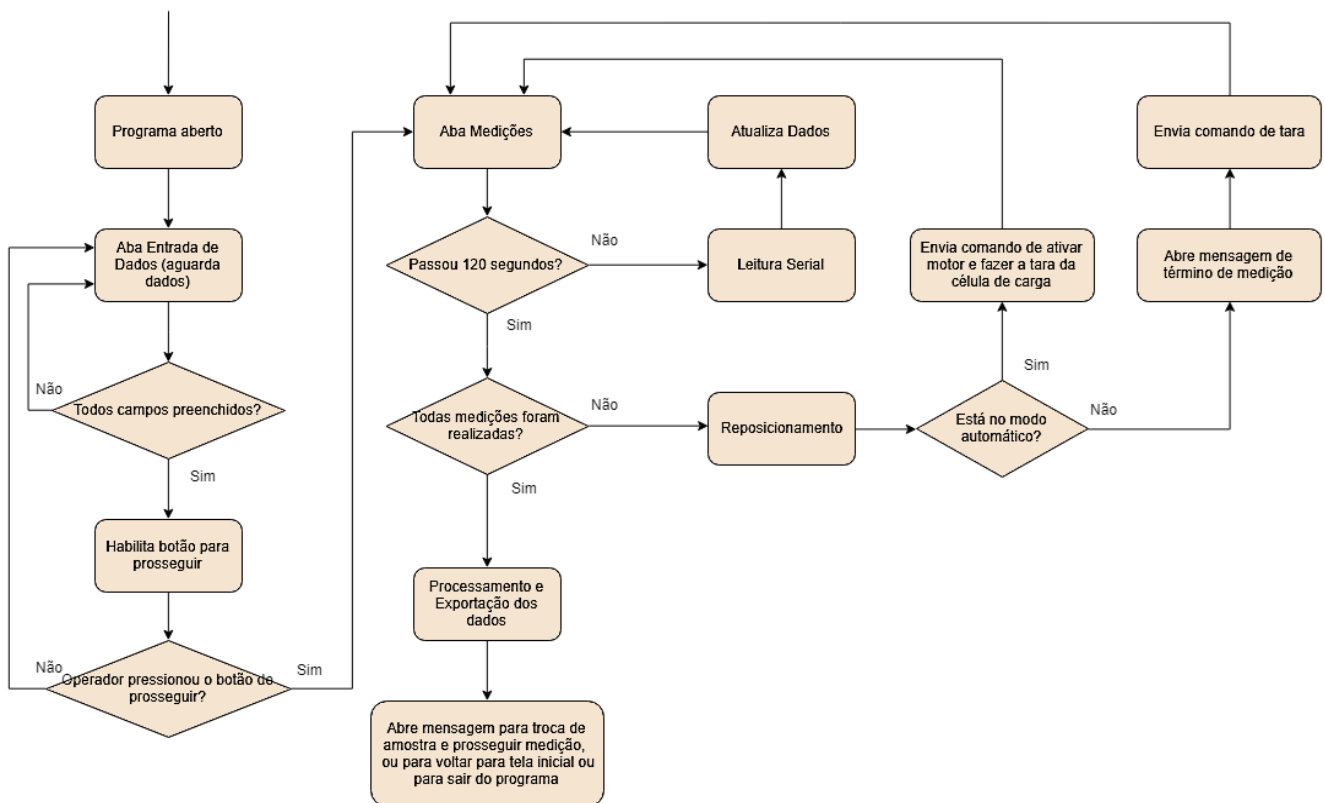 Programa aberto
Aba Entrada de
Dados (aguarda
dados)
Não
Todos campos preenchidos?
Sim
Habilita botão para
prosseguir
Não
Operador pressionou o botão de
prosseguir?
Sim
Aba Medições
Atualiza Dados
Passou 120 segundos?
Não
Leitura Serial
Sim
Todas medições foram
realizadas?
Não
Reposicionamento
Está no modo
automático?
Sim
Envia comando de ativar
motor e fazer a tara da
célula de carga
Não
Abre mensagem de
término de medição
Envia comando de tara
Sim
Processamento e
Exportação dos
dados
Abre mensagem para troca de
amostra e prosseguir medição,
ou para voltar para tela inicial ou
para sair do programa